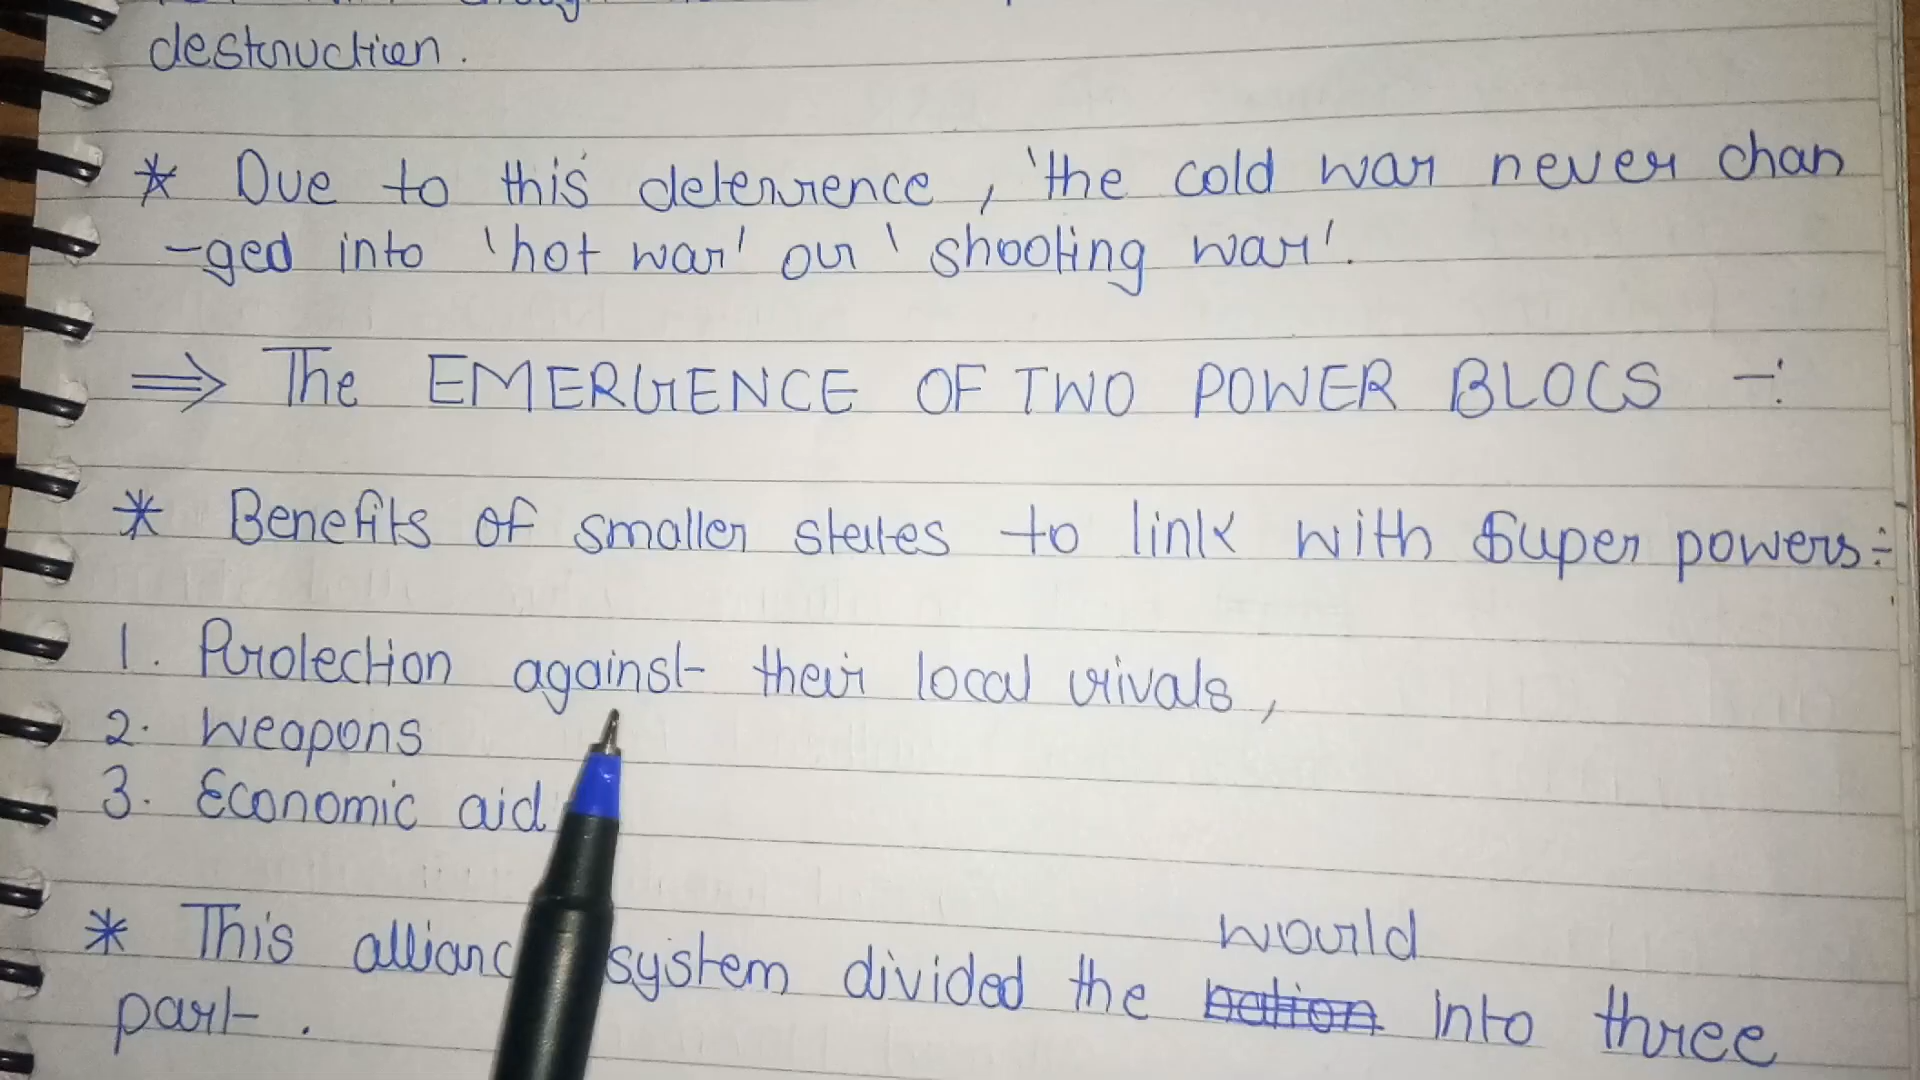 destruction.
* Due to this deterrence, 'the cold war never chan
-ged into 'hot war' or 'shooting war'.
⇒ The EMERGENCE OF TWO POWER BLOCS -:
* Benefits of smaller states to link with Super powers:-
1. Protection against their local rivals,
2. Weapons
3. Economic aid
would
* This allianc system divided the nation into three
part.